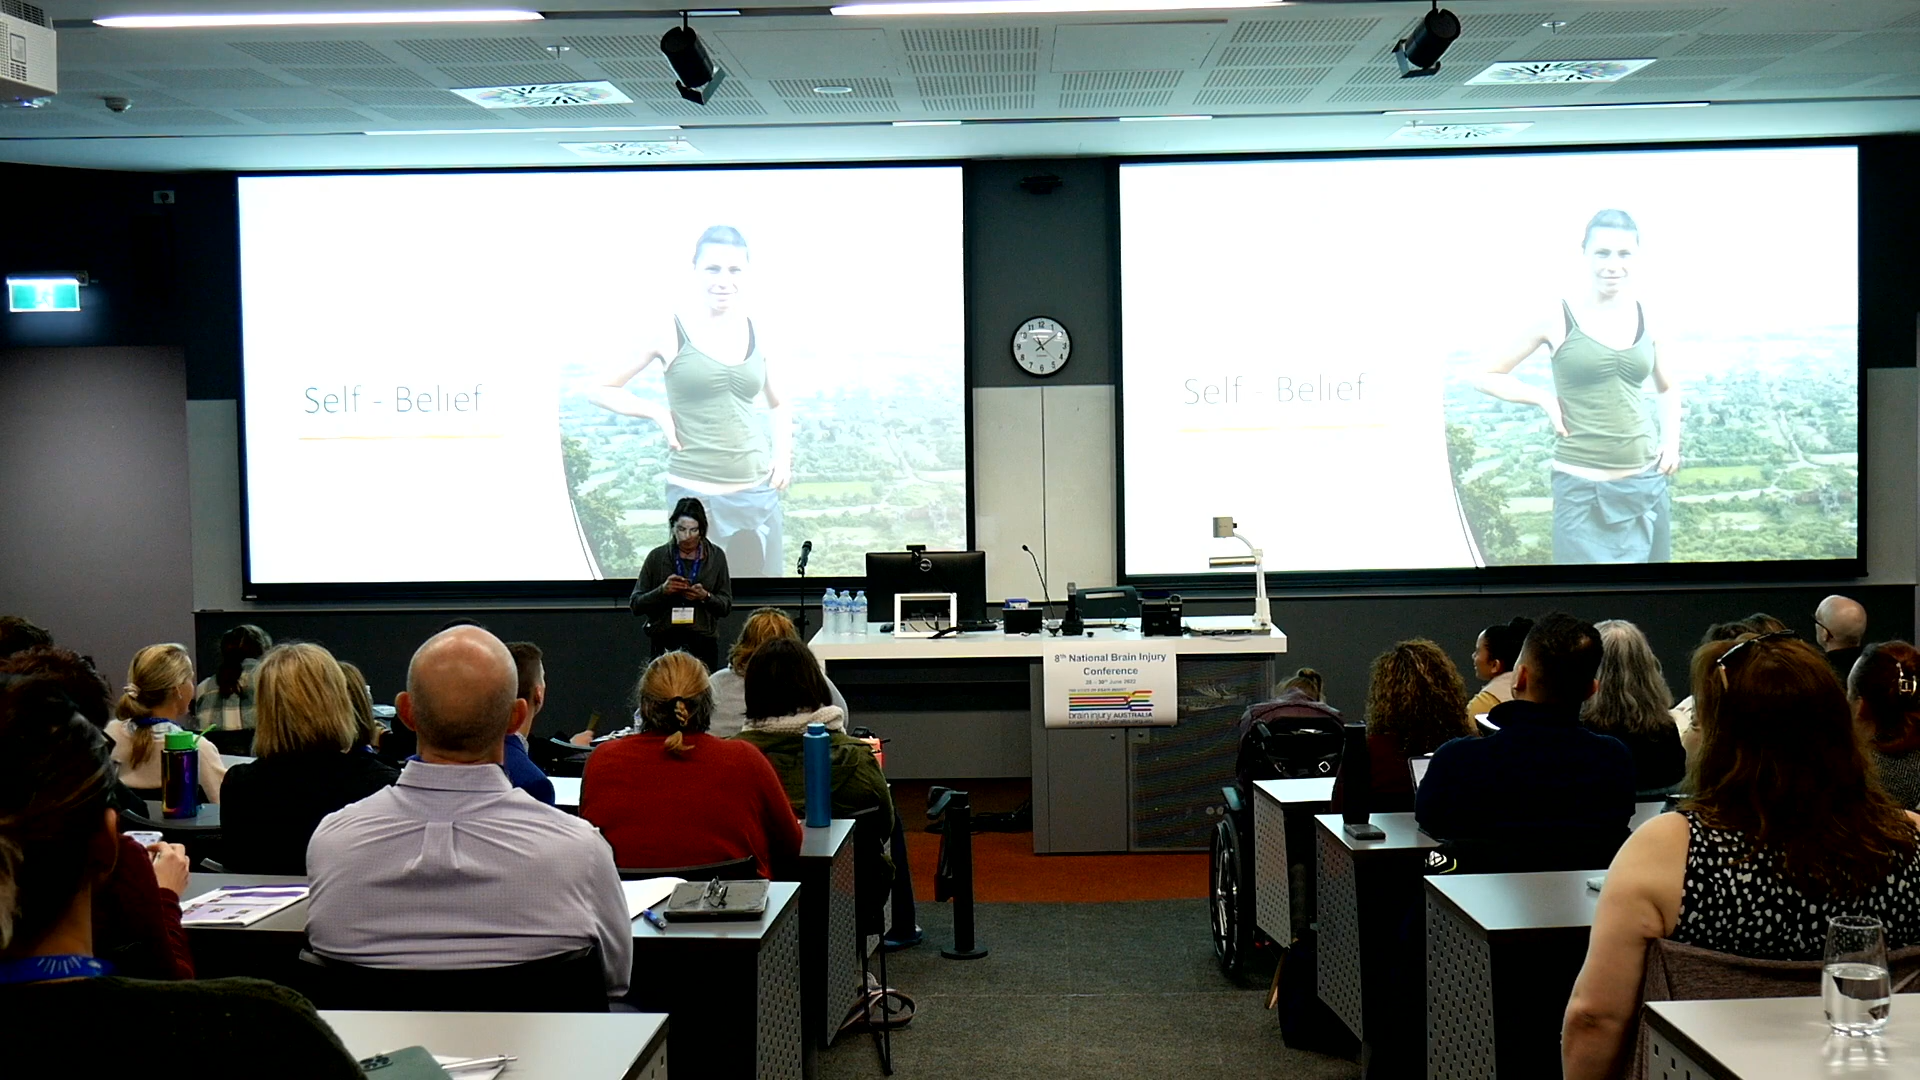 Self - Belief
Self - Belief
8th National Brain Injury
Conference
brain injury AUSTRALIA